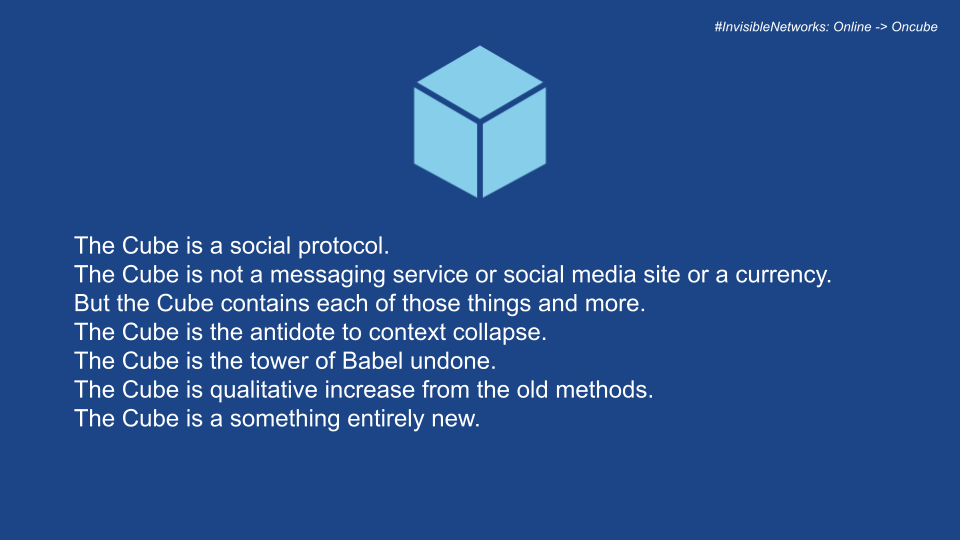 #InvisibleNetworks: Online -> Oncube
The Cube is a social protocol.
The Cube is not a messaging service or social media site or a currency.
But the Cube contains each of those things and more.
The Cube is the antidote to context collapse.
The Cube is the tower of Babel undone.
The Cube is qualitative increase from the old methods.
The Cube is a something entirely new.